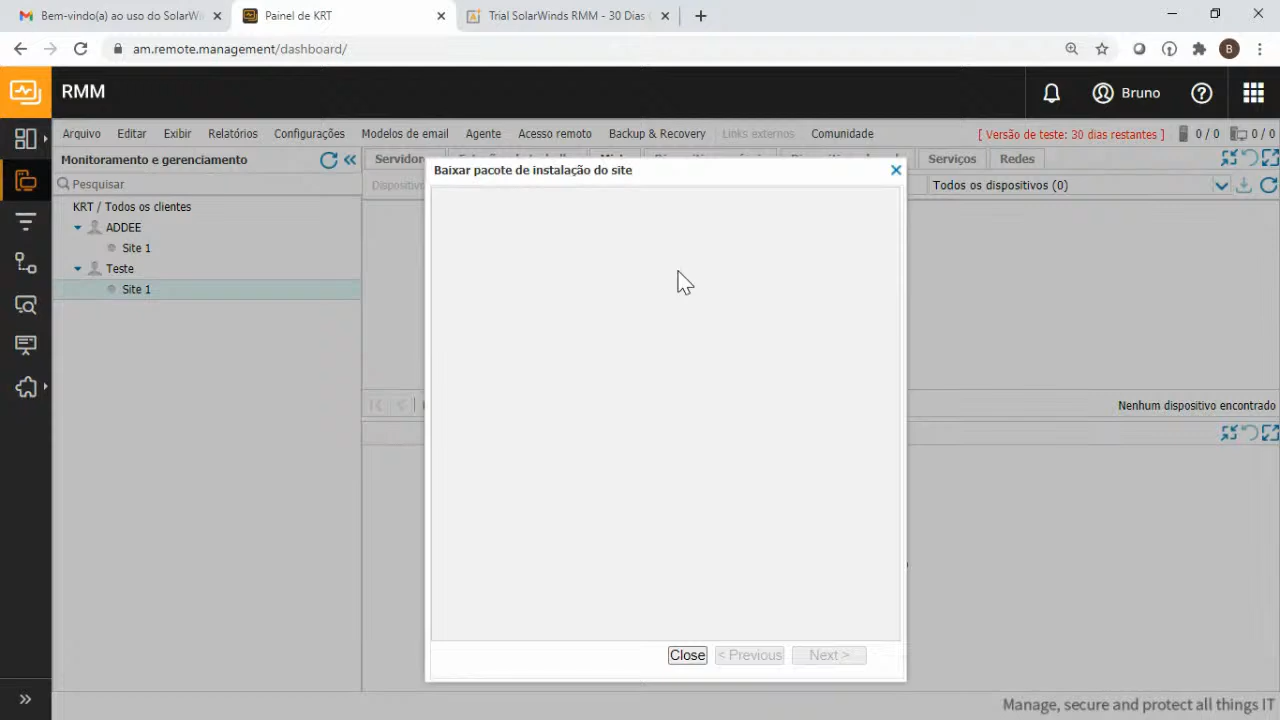 Bem-vindo(a) ao uso do SolarWi
Painel de KRT
Trial SolarWinds RMM - 30 Dias
am.remote.management/dashboard/
B
RMM
Bruno
Arquivo Editar Exibir Relatórios Configurações Modelos de email Agente Acesso remoto Backup & Recovery Links externos Comunidade [ Versão de teste: 30 dias restantes ] 0 / 0 0 / 0
Monitoramento e gerenciamento
Servidor Serviços Redes
Baixar pacote de instalação do site
Pesquisar
Dispositivo
Todos os dispositivos (0)
KRT / Todos os clientes
ADDEE
Site 1
Teste
Site 1
Nenhum dispositivo encontrado
Close < Previous Next >
Manage, secure and protect all things IT